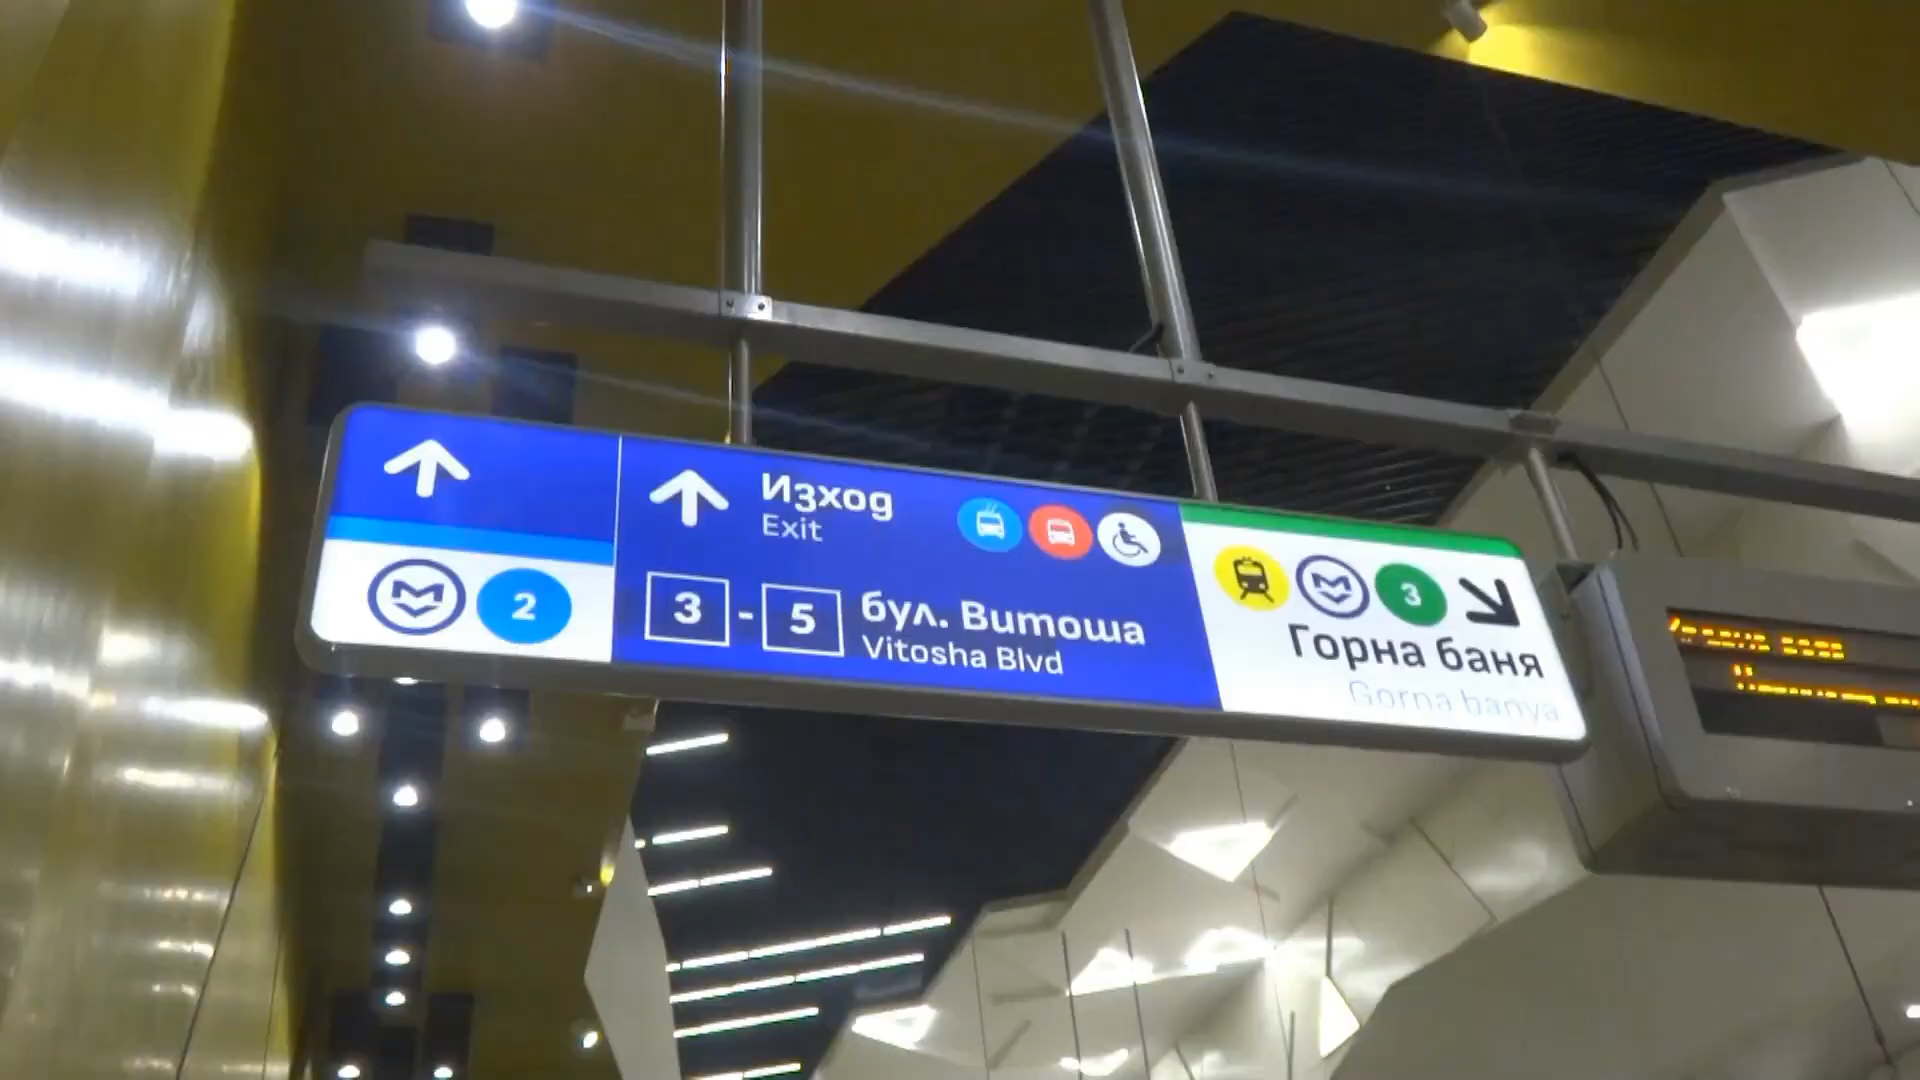 2
Изход
Exit
3 - 5 бул. Витоша
Vitosha Blvd
3
Горна баня
Gorna banya